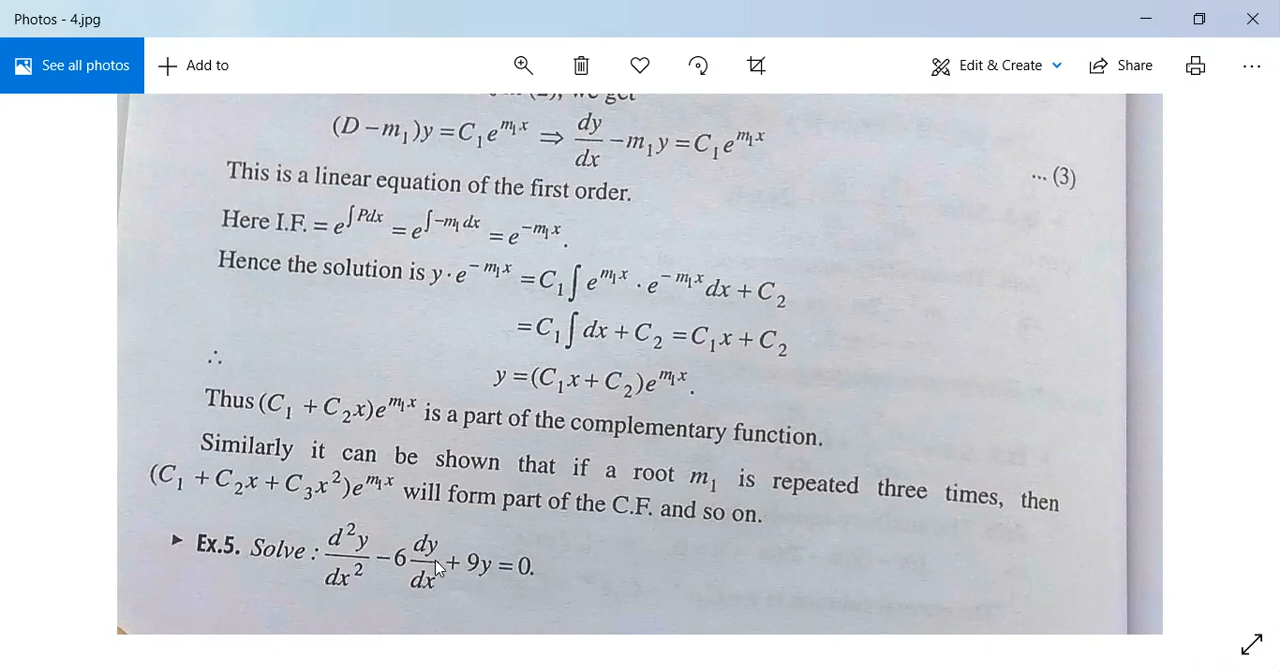 Photos - 4.jpg
See all photos
Add to
Edit & Create
Share
we get
(D – m₁)y = C₁e^{m₁x} ⇒ dy/dx – m₁y = C₁e^{m₁x} ... (3)
This is a linear equation of the first order.
Here I.F. = e^{∫Pdx} = e^{∫–m₁dx} = e^{–m₁x}.
Hence the solution is y·e^{–m₁x} = C₁∫e^{m₁x}·e^{–m₁x}dx + C₂
= C₁∫dx + C₂ = C₁x + C₂
∴ y = (C₁x + C₂)e^{m₁x}.
Thus (C₁ + C₂x)e^{m₁x} is a part of the complementary function.
Similarly it can be shown that if a root m₁ is repeated three times, then
(C₁ + C₂x + C₃x²)e^{m₁x} will form part of the C.F. and so on.
► Ex.5. Solve : d²y/dx² – 6 dy/dx + 9y = 0.